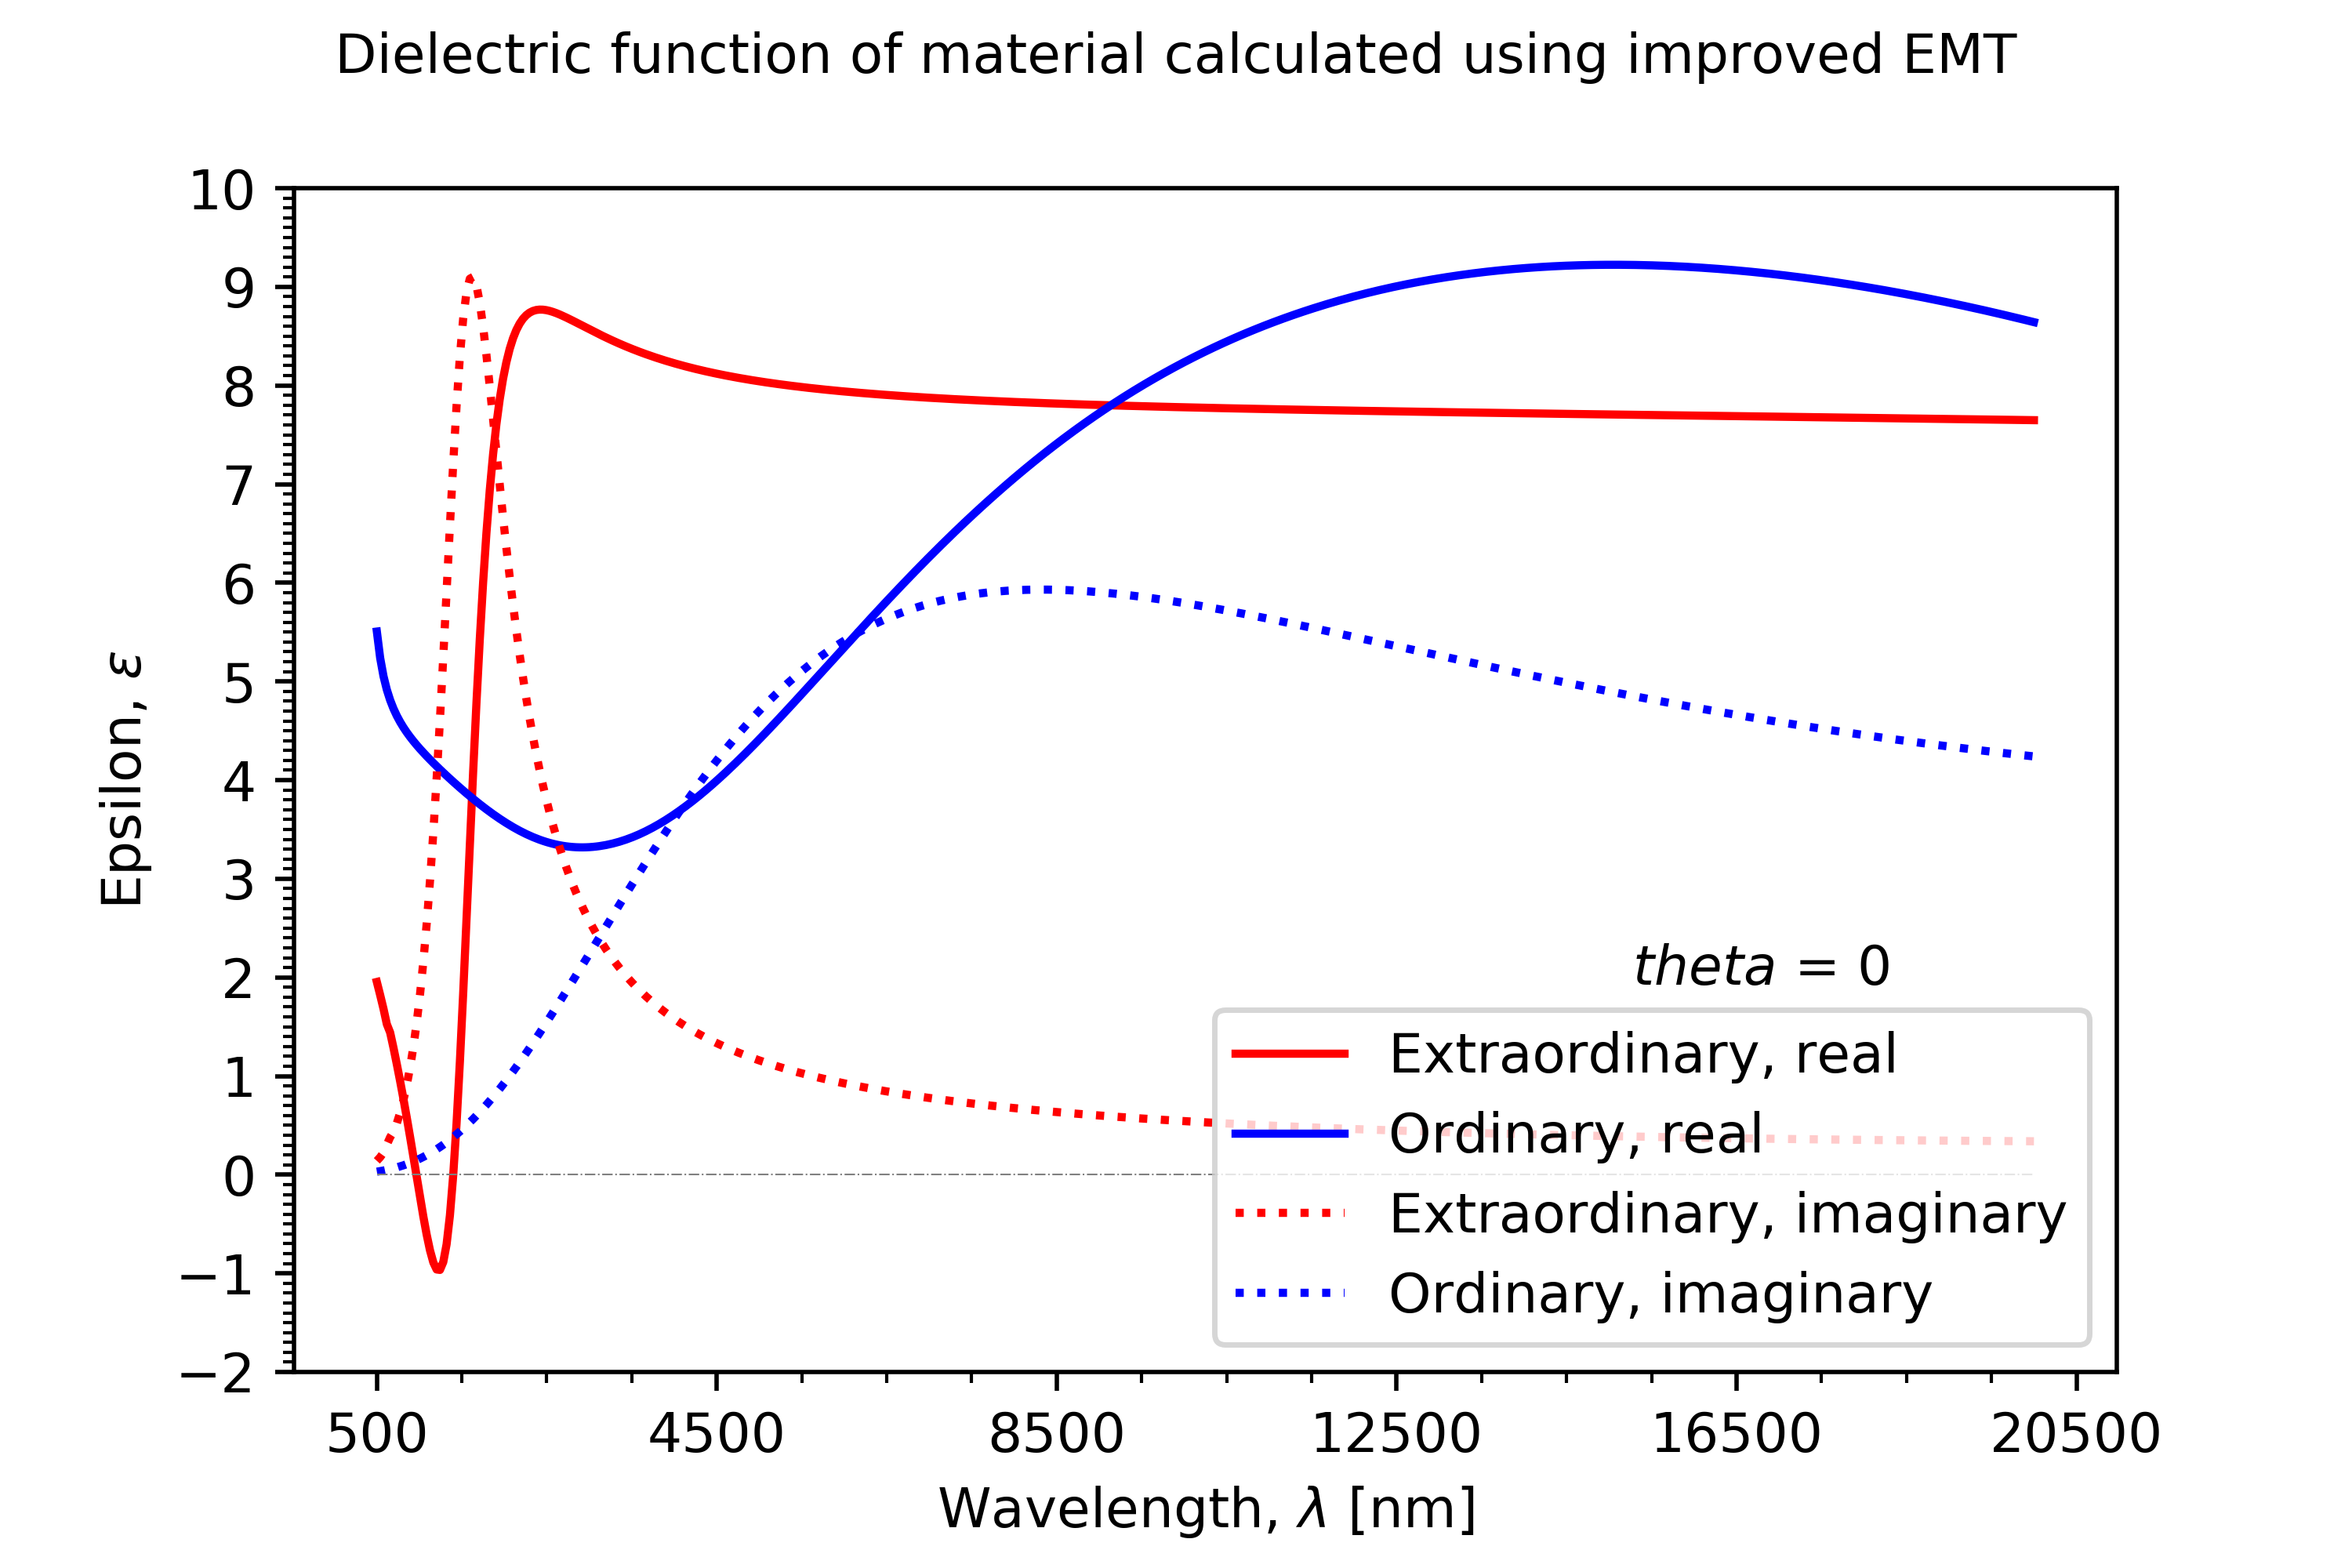 Dielectric function of material calculated using improved EMT
10
9
8
7
6
5
4
3
2
1
0
−1
−2
Epsilon, ε
theta = 0
Extraordinary, real
Ordinary, real
Extraordinary, imaginary
Ordinary, imaginary
500 4500 8500 12500 16500 20500
Wavelength, λ [nm]